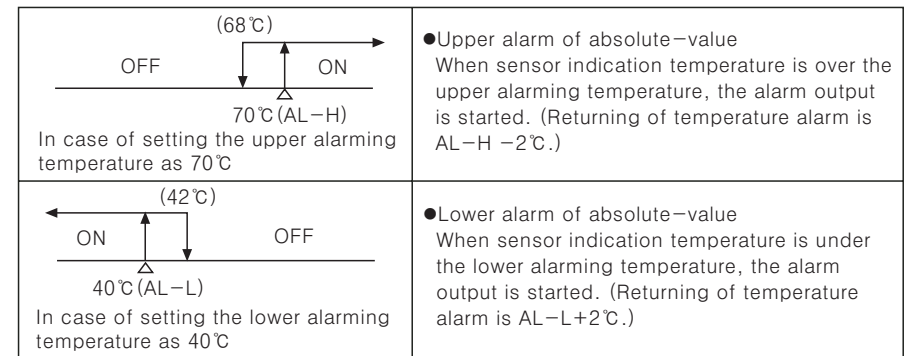 (68℃)
OFF
ON
70℃(AL-H)
In case of setting the upper alarming
temperature as 70℃
●Upper alarm of absolute-value
When sensor indication temperature is over the
upper alarming temperature, the alarm output
is started. (Returning of temperature alarm is
AL-H -2℃.)
(42℃)
ON
OFF
40℃(AL-L)
In case of setting the lower alarming
temperature as 40℃
●Lower alarm of absolute-value
When sensor indication temperature is under
the lower alarming temperature, the alarm
output is started. (Returning of temperature
alarm is AL-L+2℃.)